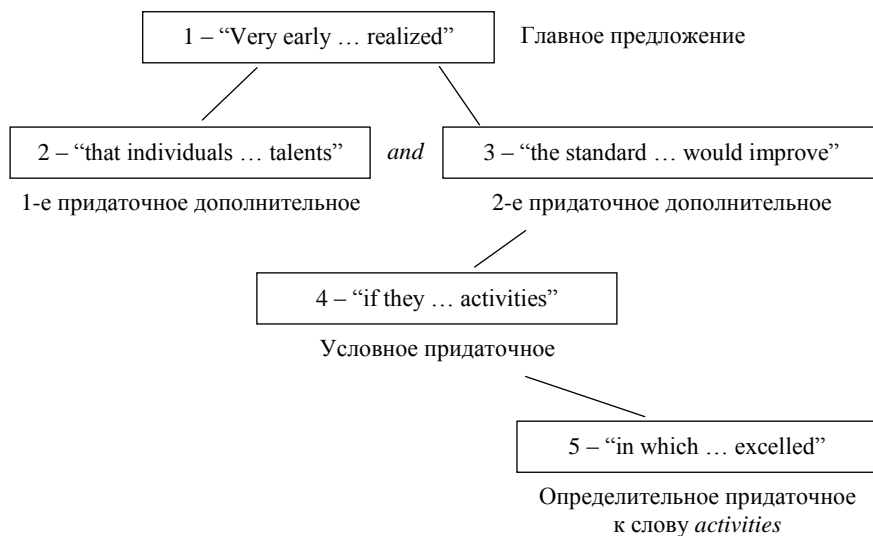 1 – “Very early … realized” Главное предложение
2 – “that individuals … talents” and 3 – “the standard … would improve”
1-е придаточное дополнительное 2-е придаточное дополнительное
4 – “if they … activities”
Условное придаточное
5 – “in which … excelled”
Определительное придаточное
к слову activities